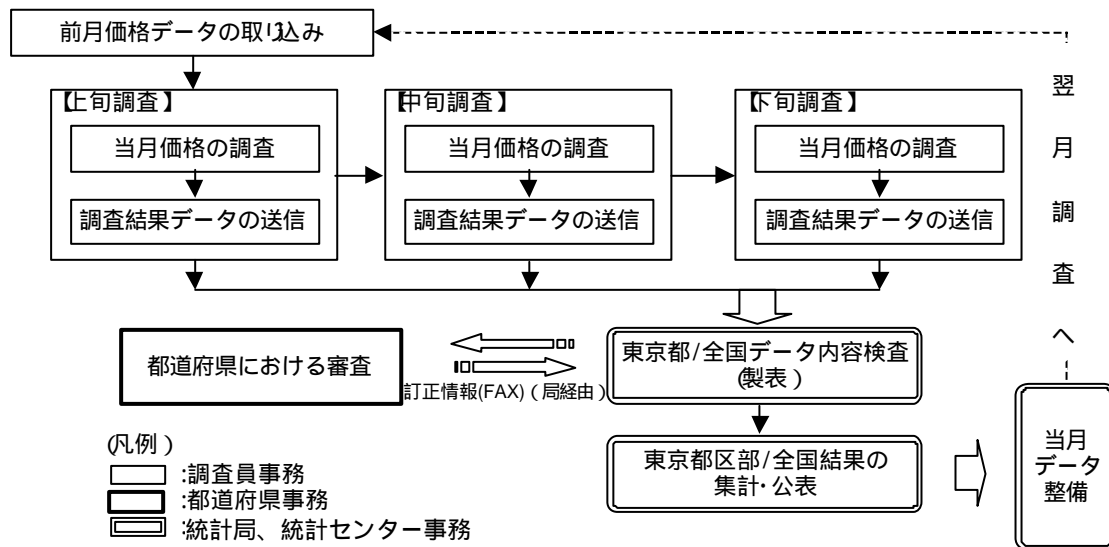 前月価格データの取り込み
【上旬調査】
当月価格の調査
調査結果データの送信
【中旬調査】
当月価格の調査
調査結果データの送信
【下旬調査】
当月価格の調査
調査結果データの送信
翌月調査へ
都道府県における審査
訂正情報(FAX)(局経由)
東京都/全国データ内容検査
(製表)
東京都区部/全国結果の
集計・公表
当月
データ
整備
(凡例)
:調査員事務
:都道府県事務
:統計局、統計センター事務